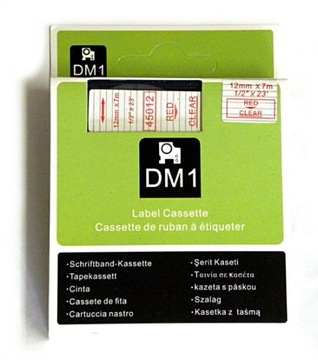 DM1
12mm x7m
1/2" X 23'
45012
RED
CLEAR
12mm x7m
1/2" X 23'
RED
CLEAR
DM1
Label Cassette
Cassette de ruban à étiqueter
·Schriftband-Kassette
·Tapekassett
·Cinta
·Cassete de fita
·Cartuccia nastro
·Şerit Kaseti
·Ταινία σε κασέτα
·kazeta s páskou
·Szalag
·Kasetka z taśmą